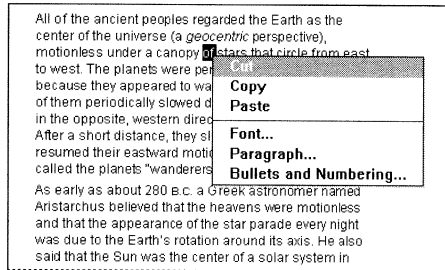 All of the ancient peoples regarded the Earth as the
center of the universe (a geocentric perspective),
motionless under a canopy of stars that circle from east
to west. The planets were per
because they appeared to wa
of them periodically slowed d
in the opposite, western direc
After a short distance, they sl
resumed their eastward motio
called the planets "wanderers
Cut
Copy
Paste
Font...
Paragraph...
Bullets and Numbering...
As early as about 280 B.C. a Greek astronomer named
Aristarchus believed that the heavens were motionless
and that the appearance of the star parade every night
was due to the Earth's rotation around its axis. He also
said that the Sun was the center of a solar system in